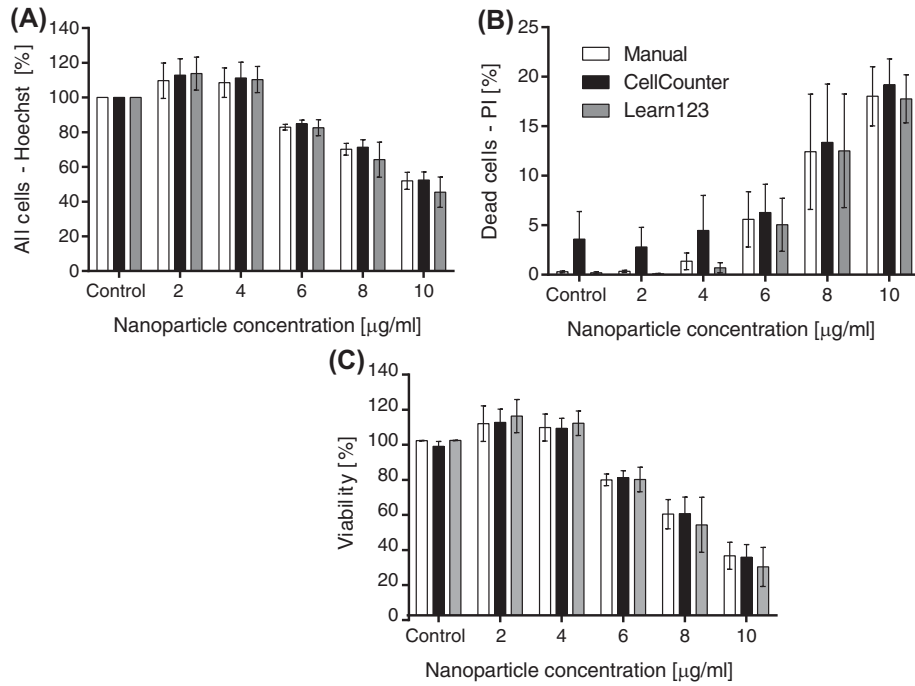 (A)
All cells - Hoechst [%]
140
120
100
80
60
40
20
0
Control 2 4 6 8 10
Nanoparticle concentration [μg/ml]
(B)
Dead cells - PI [%]
25
20
15
10
5
0
Manual
CellCounter
Learn123
Control 2 4 6 8 10
Nanoparticle concentration [μg/ml]
(C)
Viability [%]
140
120
100
80
60
40
20
0
Control 2 4 6 8 10
Nanoparticle concentration [μg/ml]